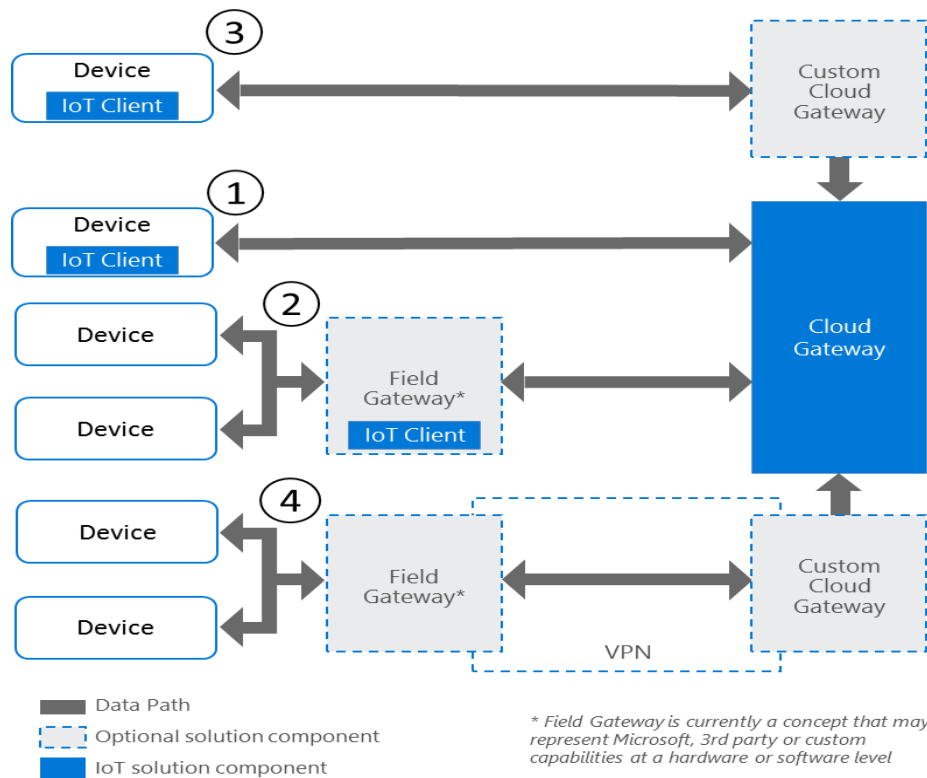 3
Device
IoT Client
Custom
Cloud
Gateway
1
Device
IoT Client
Cloud
Gateway
2
Device
Device
Field
Gateway*
IoT Client
4
Device
Device
Field
Gateway*
VPN
Custom
Cloud
Gateway
Data Path
Optional solution component
IoT solution component
* Field Gateway is currently a concept that may
represent Microsoft, 3rd party or custom
capabilities at a hardware or software level